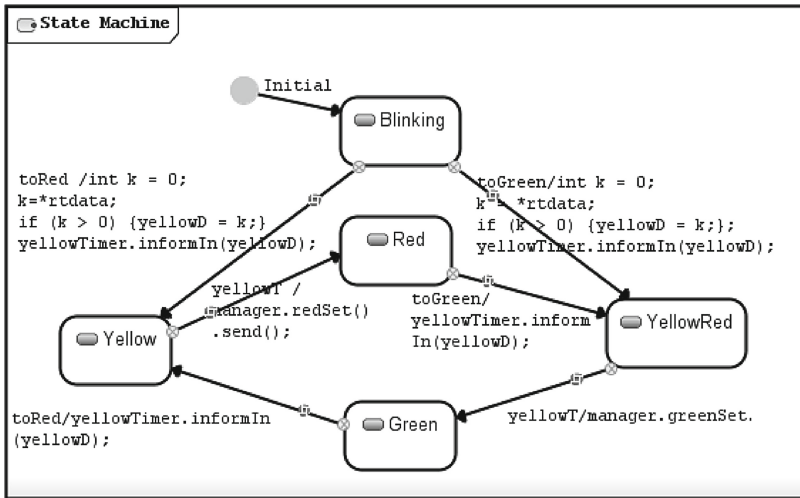 State Machine
Initial
Blinking
toRed /int k = 0;
k=*rtdata;
if (k > 0) {yellowD = k;}
yellowTimer.informIn(yellowD);
toGreen/int k = 0;
k= *rtdata;
if (k > 0) {yellowD = k;};
yellowTimer.informIn(yellowD);
Red
yellowT /
manager.redSet()
.send();
toGreen/
yellowTimer.inform
In(yellowD);
Yellow
YellowRed
toRed/yellowTimer.informIn
(yellowD);
Green
yellowT/manager.greenSet.